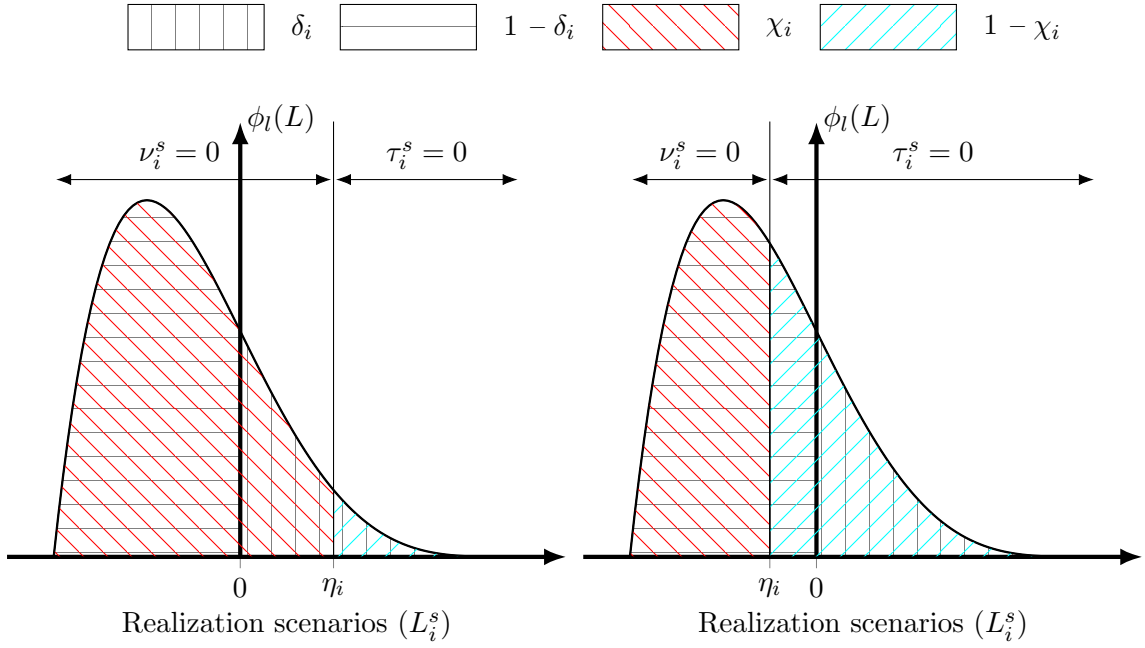 δ_i 1 − δ_i χ_i 1 − χ_i
ϕ_l(L) ϕ_l(L)
ν_i^s = 0 τ_i^s = 0 ν_i^s = 0 τ_i^s = 0
0 η_i η_i 0
Realization scenarios (L_i^s) Realization scenarios (L_i^s)